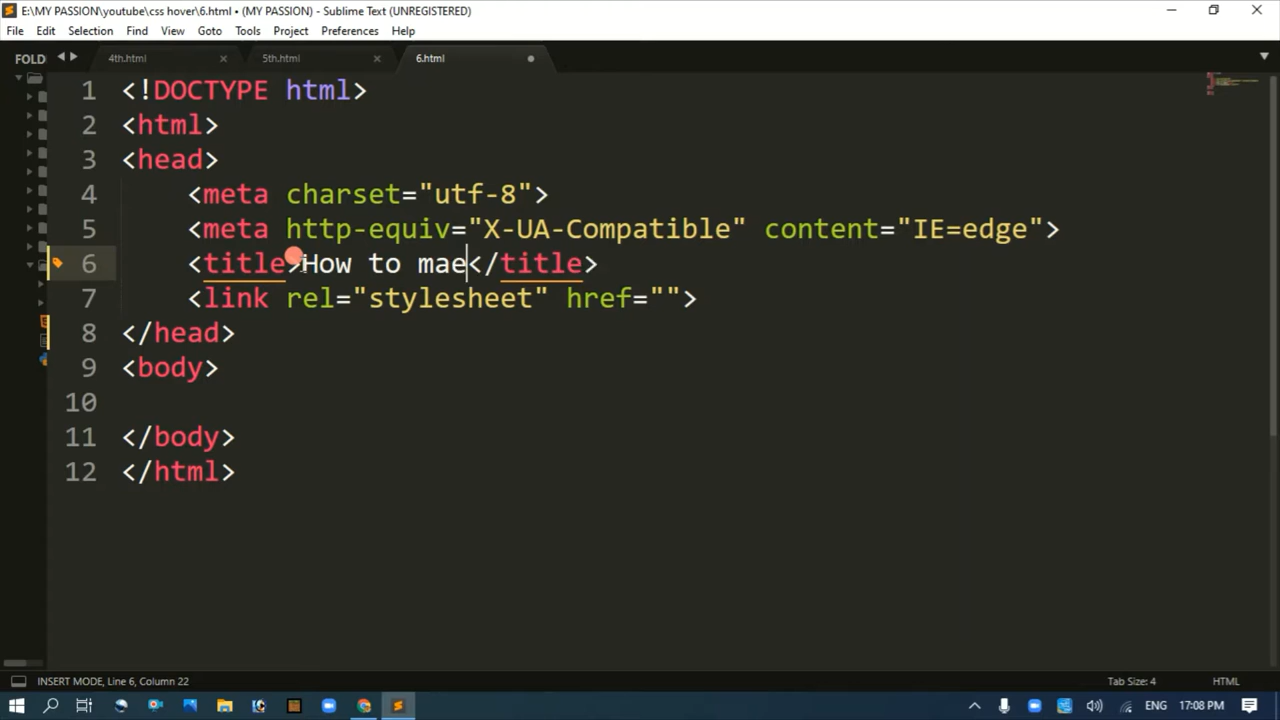 E:\MY PASSION\youtube\css hover\6.html • (MY PASSION) - Sublime Text (UNREGISTERED)
File Edit Selection Find View Goto Tools Project Preferences Help
FOLD 4th.html 5th.html 6.html
1 <!DOCTYPE html>
2 <html>
3 <head>
4 <meta charset="utf-8">
5 <meta http-equiv="X-UA-Compatible" content="IE=edge">
6 <title>How to mae</title>
7 <link rel="stylesheet" href="">
8 </head>
9 <body>
10
11 </body>
12 </html>
INSERT MODE, Line 6, Column 22 Tab Size: 4 HTML
ENG 17:08 PM